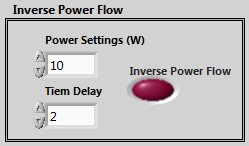 Inverse Power Flow
Power Settings (W)
10
Inverse Power Flow
Tiem Delay
2